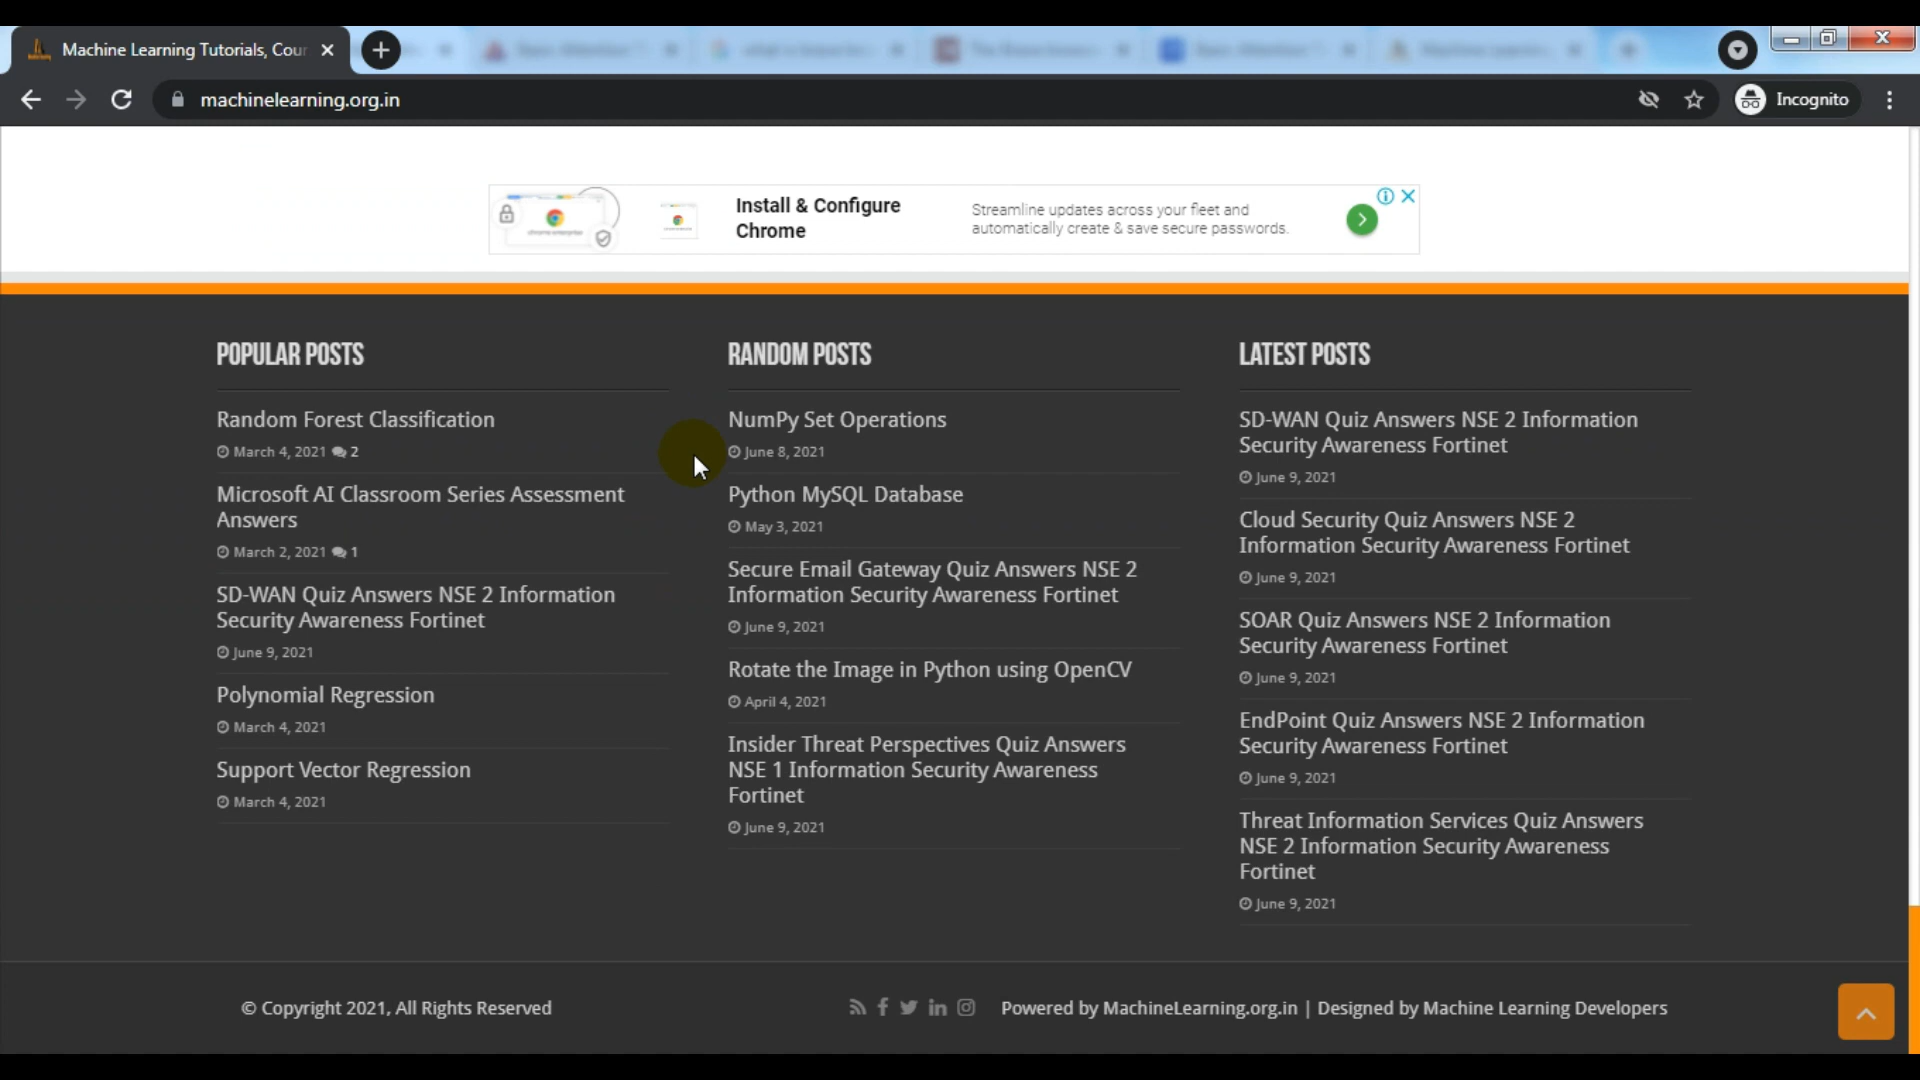 Machine Learning Tutorials, Cour
machinelearning.org.in
Incognito
Install & Configure
Chrome
Streamline updates across your fleet and
automatically create & save secure passwords.
POPULAR POSTS
Random Forest Classification
March 4, 2021 2
Microsoft AI Classroom Series Assessment
Answers
March 2, 2021 1
SD-WAN Quiz Answers NSE 2 Information
Security Awareness Fortinet
June 9, 2021
Polynomial Regression
March 4, 2021
Support Vector Regression
March 4, 2021
RANDOM POSTS
NumPy Set Operations
June 8, 2021
Python MySQL Database
May 3, 2021
Secure Email Gateway Quiz Answers NSE 2
Information Security Awareness Fortinet
June 9, 2021
Rotate the Image in Python using OpenCV
April 4, 2021
Insider Threat Perspectives Quiz Answers
NSE 1 Information Security Awareness
Fortinet
June 9, 2021
LATEST POSTS
SD-WAN Quiz Answers NSE 2 Information
Security Awareness Fortinet
June 9, 2021
Cloud Security Quiz Answers NSE 2
Information Security Awareness Fortinet
June 9, 2021
SOAR Quiz Answers NSE 2 Information
Security Awareness Fortinet
June 9, 2021
EndPoint Quiz Answers NSE 2 Information
Security Awareness Fortinet
June 9, 2021
Threat Information Services Quiz Answers
NSE 2 Information Security Awareness
Fortinet
June 9, 2021
© Copyright 2021, All Rights Reserved
Powered by MachineLearning.org.in | Designed by Machine Learning Developers